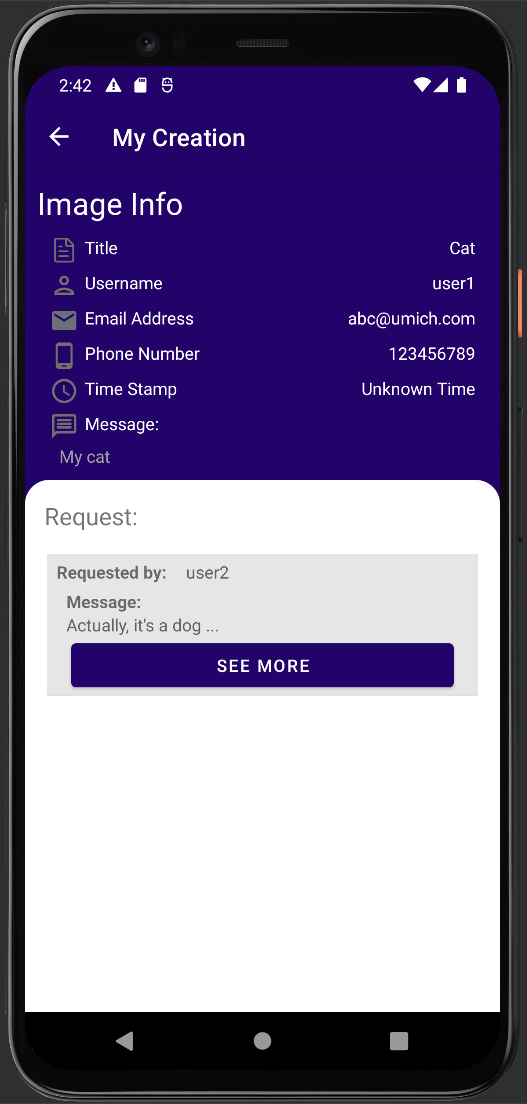 2:42
My Creation
Image Info
Title Cat
Username user1
Email Address abc@umich.com
Phone Number 123456789
Time Stamp Unknown Time
Message:
My cat
Request:
Requested by: user2
Message:
Actually, it's a dog ...
SEE MORE